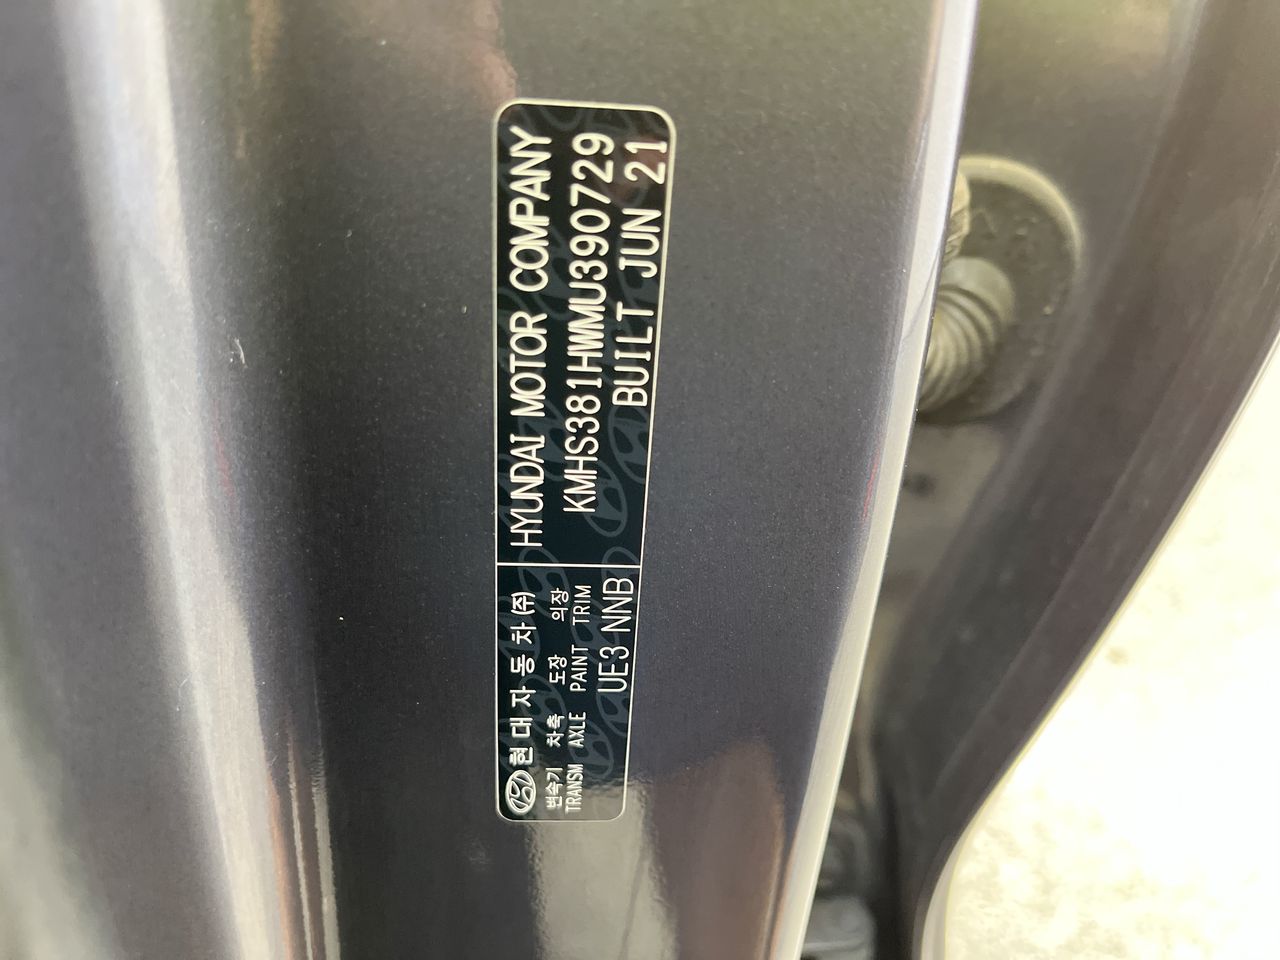 HYUNDAI MOTOR COMPANY
KMHS381HWMU390729
BUILT JUN 21
현대자동차(주)
변속기 차축 도장 의장
TRANSM AXLE PAINT TRIM
UE3 NNB